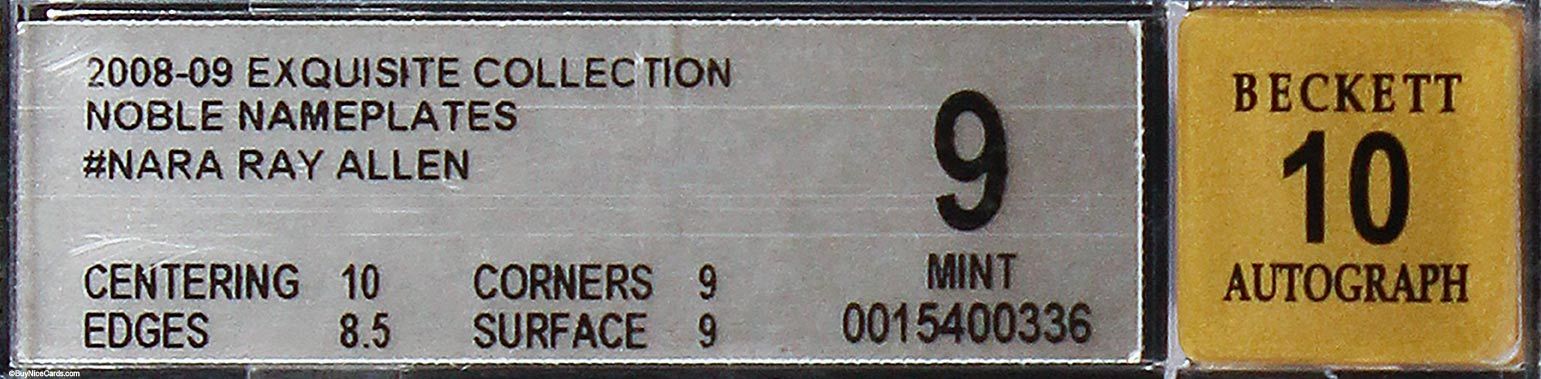 2008-09 EXQUISITE COLLECTION
NOBLE NAMEPLATES
#NARA RAY ALLEN
CENTERING 10 CORNERS 9
EDGES 8.5 SURFACE 9
9
MINT
0015400336
BECKETT
10
AUTOGRAPH
©BuyNiceCards.com